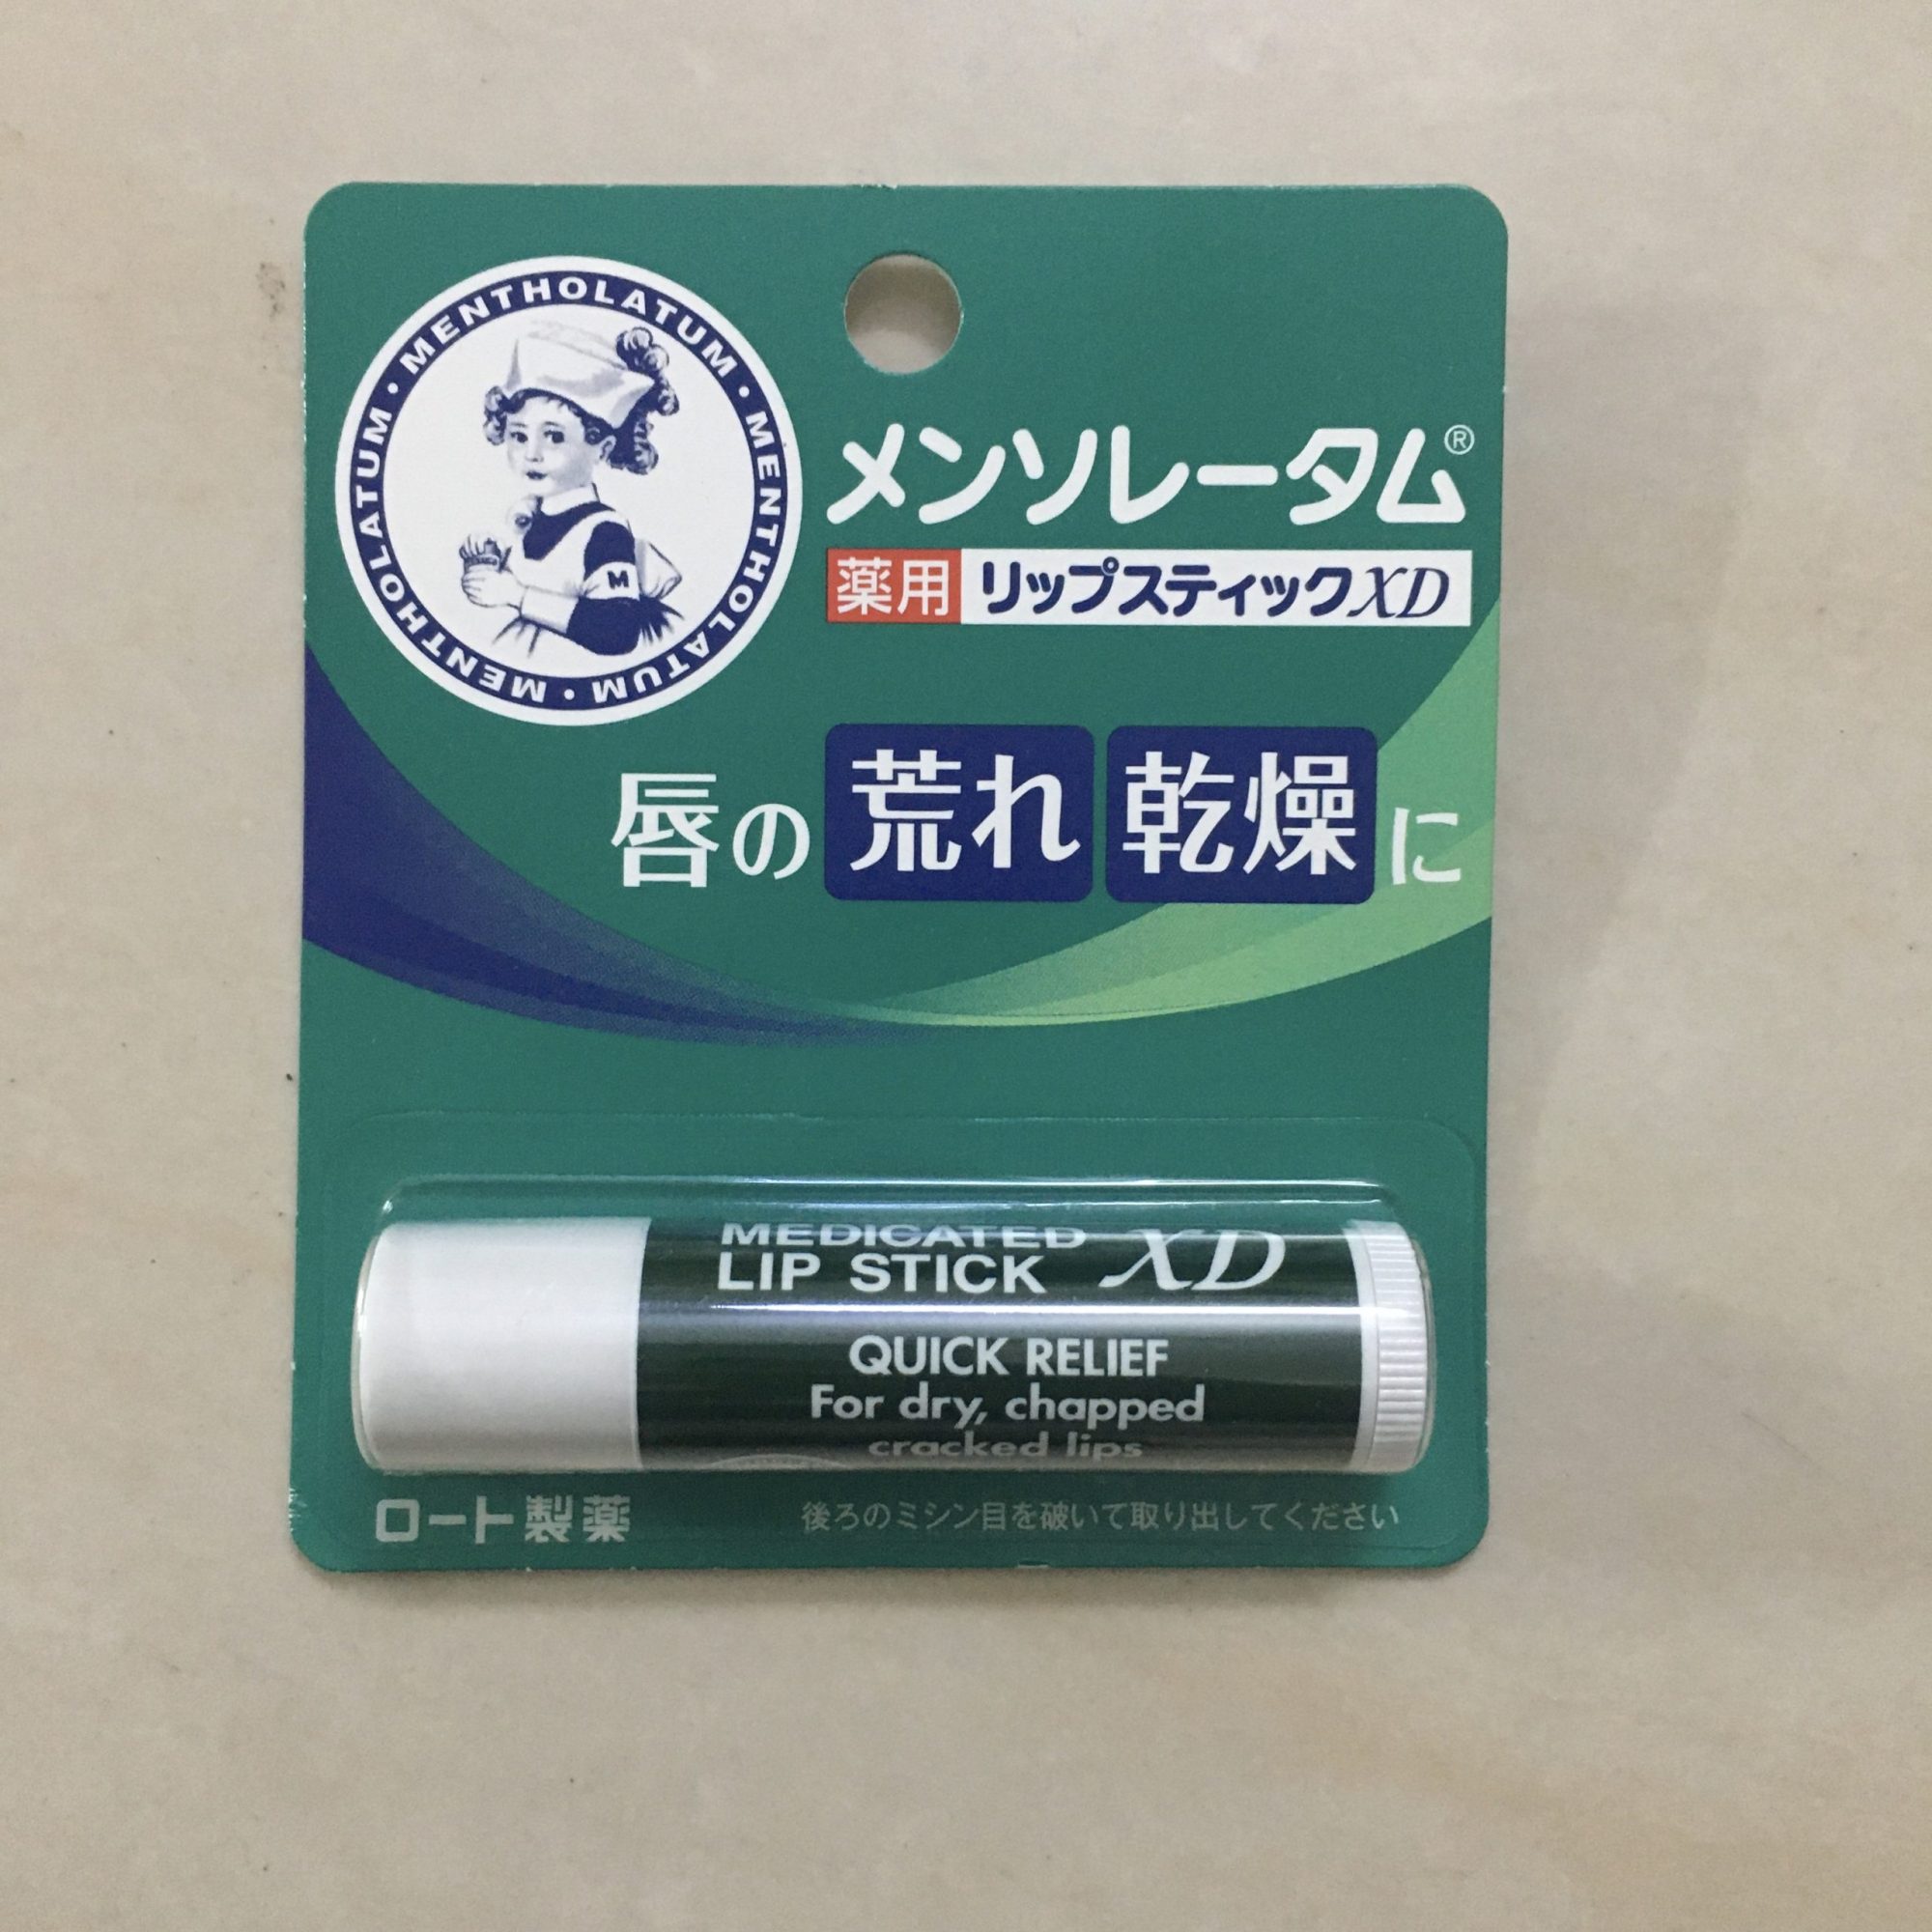 MENTHOLATUM • MENTHOLATUM • MENTHOLATUM •
M
メンソレータム®
薬用 リップスティックXD
唇の荒れ 乾燥に
MEDICATED
LIP STICK XD
QUICK RELIEF
For dry, chapped
cracked lips
ロート製薬
後ろのミシン目を破いて取り出してください